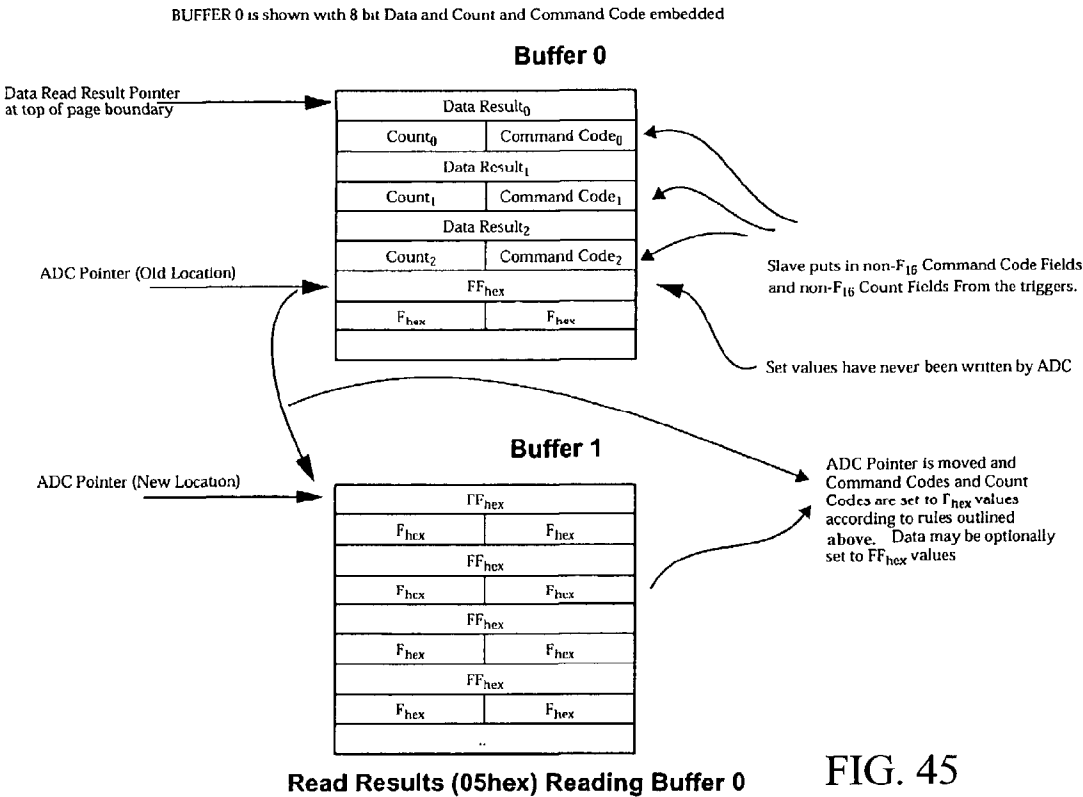 BUFFER 0 is shown with 8 bit Data and Count and Command Code embedded
Buffer 0
Data Read Result Pointer
at top of page boundary
Data Result0
Count0 Command Code0
Data Result1
Count1 Command Code1
Data Result2
Count2 Command Code2
ADC Pointer (Old Location)
FFhex
Fhex Fhex
Slave puts in non-F16 Command Code Fields
and non-F16 Count Fields From the triggers.
Set values have never been written by ADC
Buffer 1
ADC Pointer (New Location)
FFhex
Fhex Fhex
FFhex
Fhex Fhex
FFhex
Fhex Fhex
FFhex
Fhex Fhex
..
ADC Pointer is moved and
Command Codes and Count
Codes are set to Fhex values
according to rules outlined
above. Data may be optionally
set to FFhex values
Read Results (05hex) Reading Buffer 0
FIG. 45